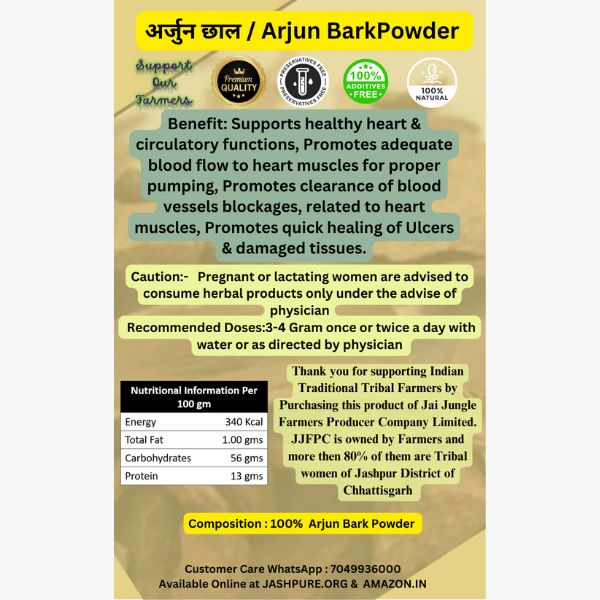 अर्जुन छाल / Arjun BarkPowder
Support
Our
Farmers
Premium
QUALITY
PRESERVATIVES FREE
PRESERVATIVES FREE
100%
ADDITIVES
FREE
100%
NATURAL
Benefit: Supports healthy heart &
circulatory functions, Promotes adequate
blood flow to heart muscles for proper
pumping, Promotes clearance of blood
vessels blockages, related to heart
muscles, Promotes quick healing of Ulcers
& damaged tissues.
Caution:- Pregnant or lactating women are advised to
consume herbal products only under the advise of
physician
Recommended Doses:3-4 Gram once or twice a day with
water or as directed by physician
Nutritional Information Per
100 gm
Energy 340 Kcal
Total Fat 1.00 gms
Carbohydrates 56 gms
Protein 13 gms
Thank you for supporting Indian
Traditional Tribal Farmers by
Purchasing this product of Jai Jungle
Farmers Producer Company Limited.
JJFPC is owned by Farmers and
more then 80% of them are Tribal
women of Jashpur District of
Chhattisgarh
Composition : 100% Arjun Bark Powder
Customer Care WhatsApp : 7049936000
Available Online at JASHPURE.ORG & AMAZON.IN